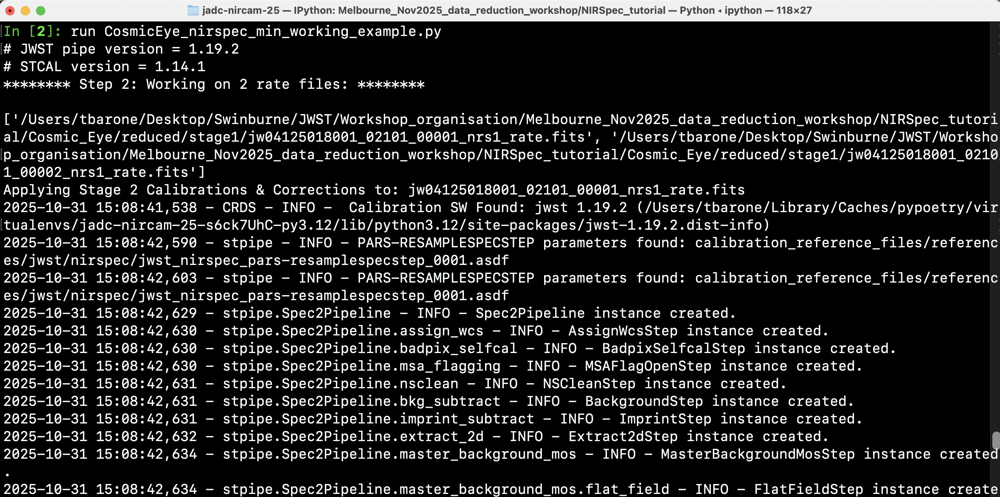 jadc-nircam-25 — IPython: Melbourne_Nov2025_data_reduction_workshop/NIRSpec_tutorial — Python ◂ ipython — 118×27
In [2]: run CosmicEye_nirspec_min_working_example.py
# JWST pipe version = 1.19.2
# STCAL version = 1.14.1
******** Step 2: Working on 2 rate files: ********
['/Users/tbarone/Desktop/Swinburne/JWST/Workshop_organisation/Melbourne_Nov2025_data_reduction_workshop/NIRSpec_tutori
al/Cosmic_Eye/reduced/stage1/jw04125018001_02101_00001_nrs1_rate.fits', '/Users/tbarone/Desktop/Swinburne/JWST/Worksho
p_organisation/Melbourne_Nov2025_data_reduction_workshop/NIRSpec_tutorial/Cosmic_Eye/reduced/stage1/jw04125018001_0210
1_00002_nrs1_rate.fits']
Applying Stage 2 Calibrations & Corrections to: jw04125018001_02101_00001_nrs1_rate.fits
2025-10-31 15:08:41,538 - CRDS - INFO -  Calibration SW Found: jwst 1.19.2 (/Users/tbarone/Library/Caches/pypoetry/vir
tualenvs/jadc-nircam-25-s6ck7UhC-py3.12/lib/python3.12/site-packages/jwst-1.19.2.dist-info)
2025-10-31 15:08:42,590 - stpipe - INFO - PARS-RESAMPLESPECSTEP parameters found: calibration_reference_files/referenc
es/jwst/nirspec/jwst_nirspec_pars-resamplespecstep_0001.asdf
2025-10-31 15:08:42,603 - stpipe - INFO - PARS-RESAMPLESPECSTEP parameters found: calibration_reference_files/referenc
es/jwst/nirspec/jwst_nirspec_pars-resamplespecstep_0001.asdf
2025-10-31 15:08:42,629 - stpipe.Spec2Pipeline - INFO - Spec2Pipeline instance created.
2025-10-31 15:08:42,630 - stpipe.Spec2Pipeline.assign_wcs - INFO - AssignWcsStep instance created.
2025-10-31 15:08:42,630 - stpipe.Spec2Pipeline.badpix_selfcal - INFO - BadpixSelfcalStep instance created.
2025-10-31 15:08:42,630 - stpipe.Spec2Pipeline.msa_flagging - INFO - MSAFlagOpenStep instance created.
2025-10-31 15:08:42,631 - stpipe.Spec2Pipeline.nsclean - INFO - NSCleanStep instance created.
2025-10-31 15:08:42,631 - stpipe.Spec2Pipeline.bkg_subtract - INFO - BackgroundStep instance created.
2025-10-31 15:08:42,631 - stpipe.Spec2Pipeline.imprint_subtract - INFO - ImprintStep instance created.
2025-10-31 15:08:42,632 - stpipe.Spec2Pipeline.extract_2d - INFO - Extract2dStep instance created.
2025-10-31 15:08:42,634 - stpipe.Spec2Pipeline.master_background_mos - INFO - MasterBackgroundMosStep instance created
.
2025-10-31 15:08:42,634 - stpipe.Spec2Pipeline.master_background_mos.flat_field - INFO - FlatFieldStep instance create